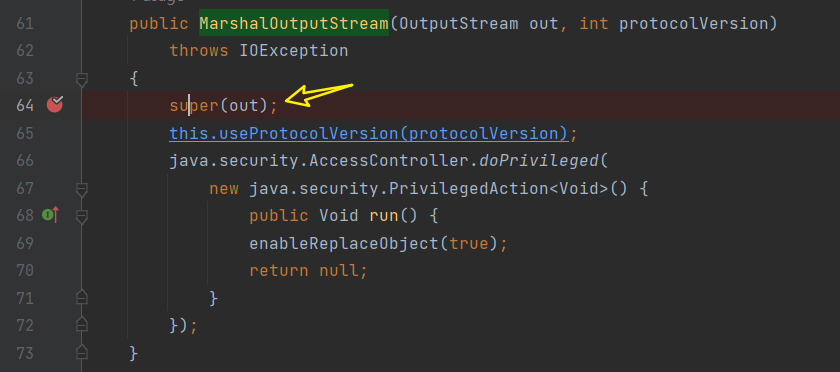 61 public MarshalOutputStream(OutputStream out, int protocolVersion)
62 throws IOException
63 {
64 super(out);
65 this.useProtocolVersion(protocolVersion);
66 java.security.AccessController.doPrivileged(
67 new java.security.PrivilegedAction<Void>() {
68 public Void run() {
69 enableReplaceObject(true);
70 return null;
71 }
72 });
73 }